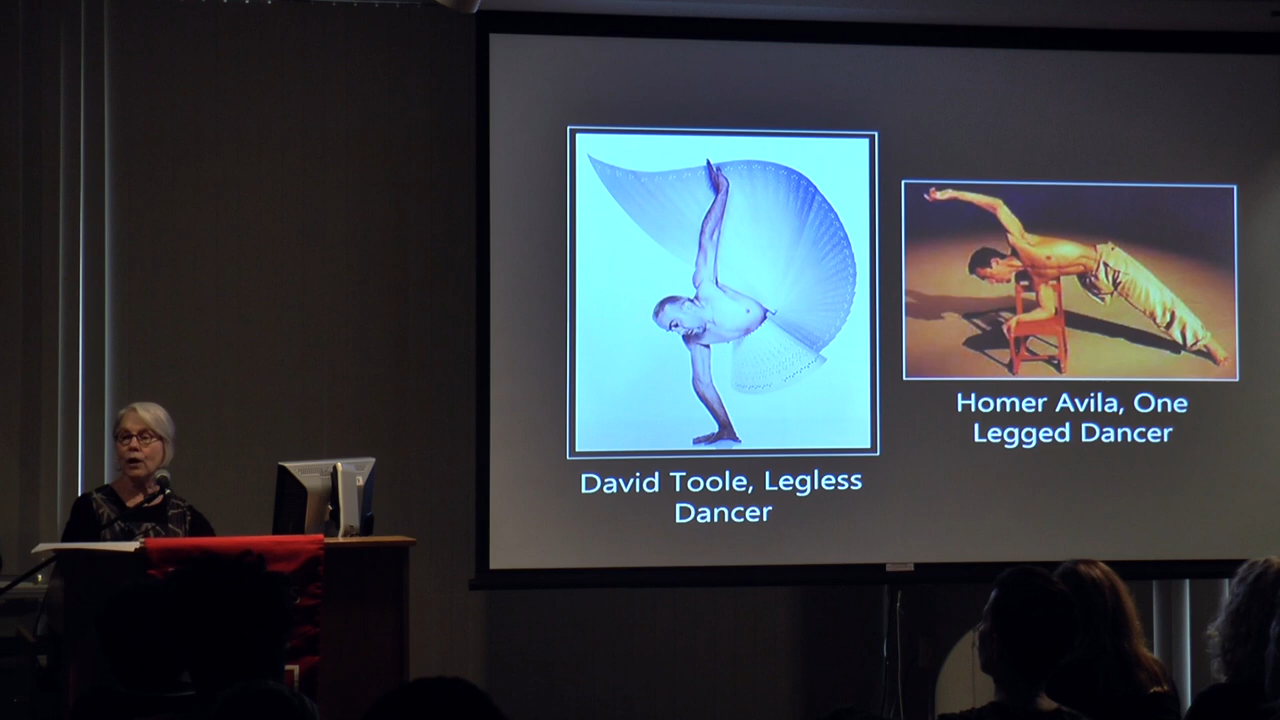 David Toole, Legless
Dancer
Homer Avila, One
Legged Dancer